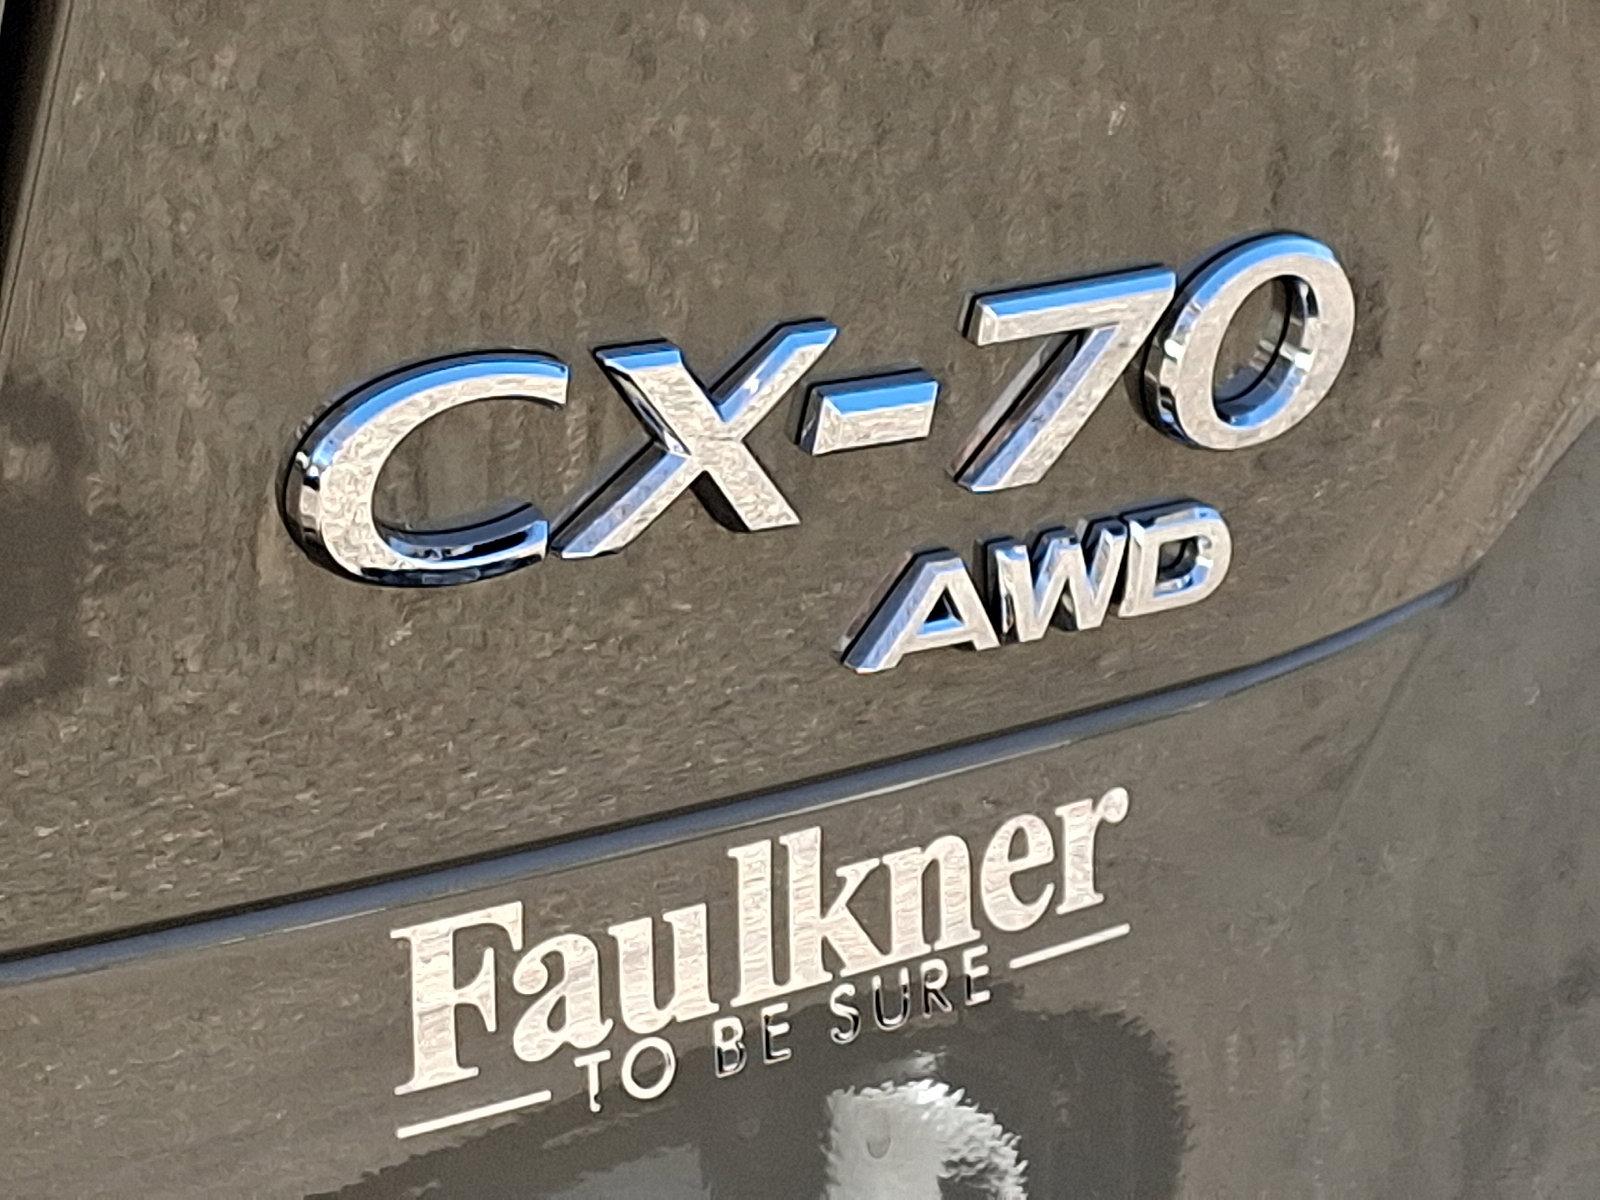 CX-70
AWD
Faulkner
TO BE SURE